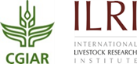 CGIAR
ILRI
INTERNATIONAL
LIVESTOCK RESEARCH
INSTITUTE